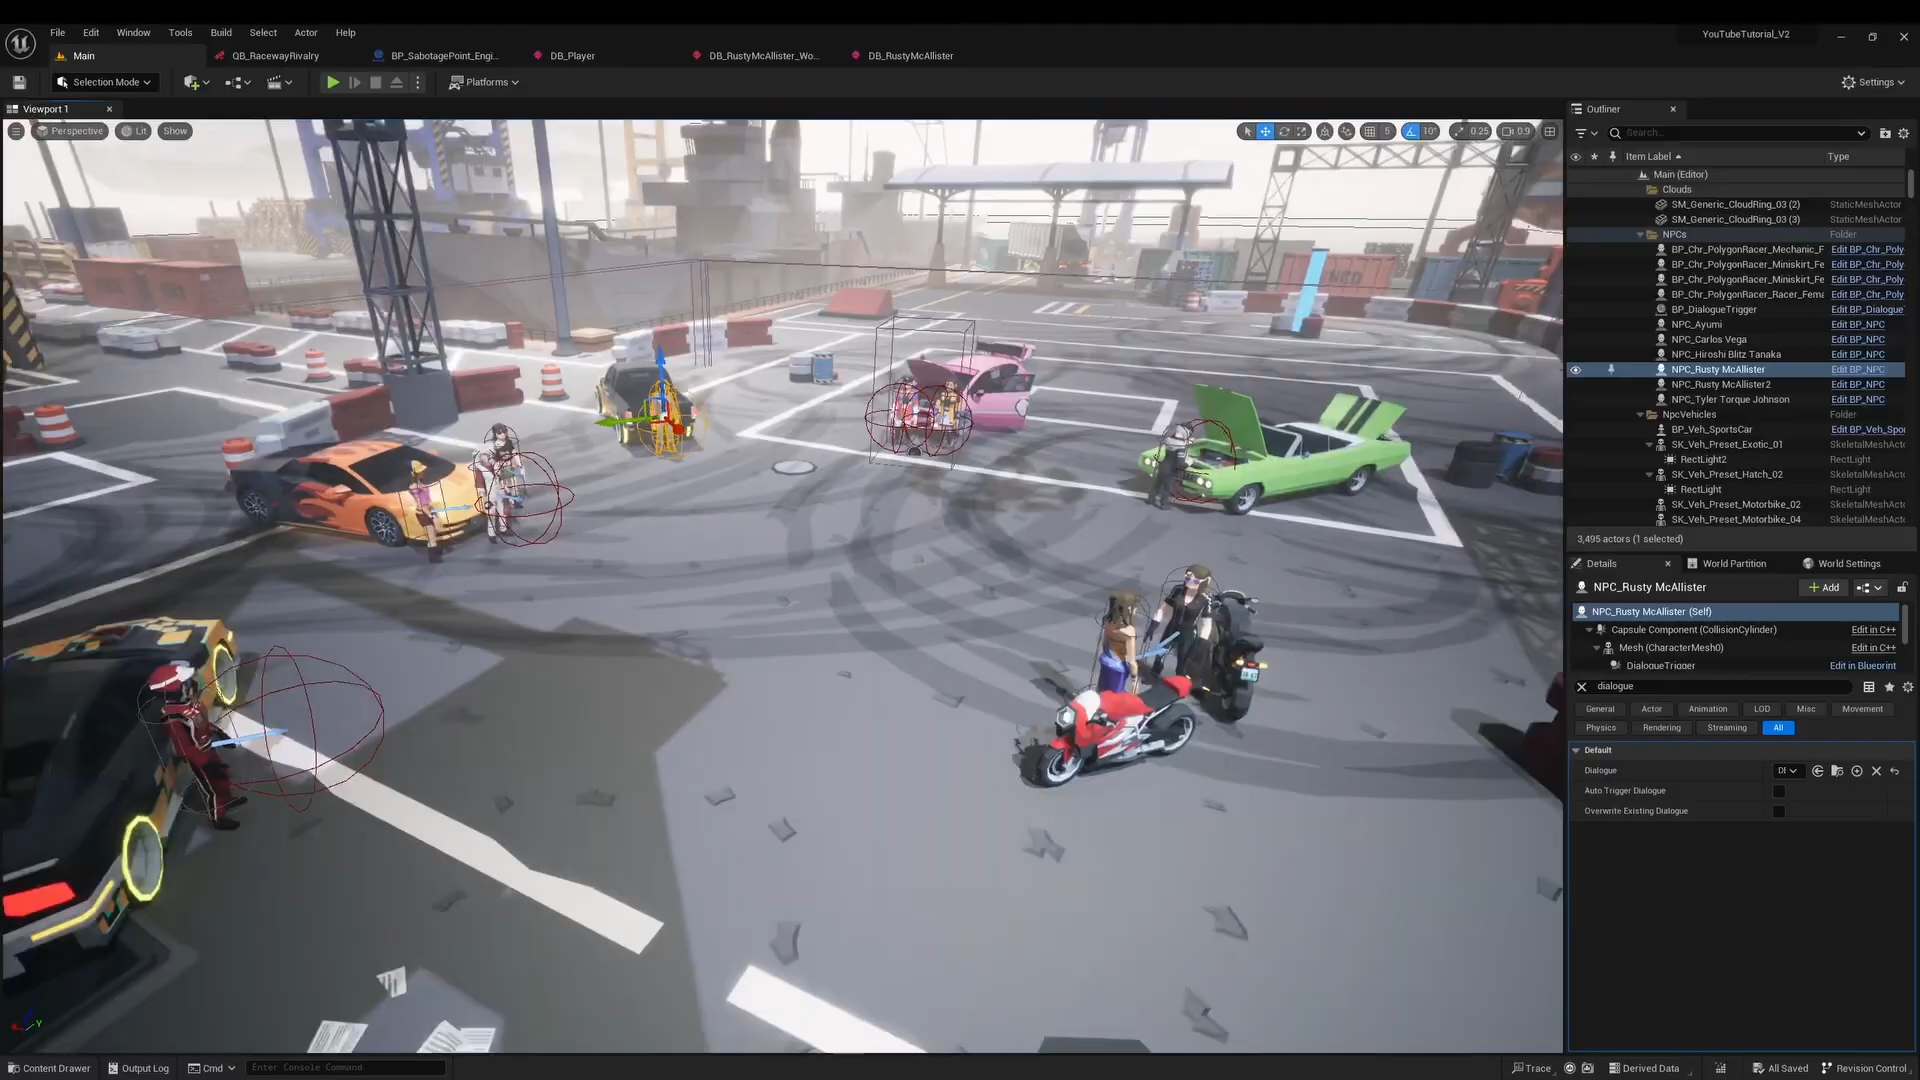 File Edit Window Tools Build Select Actor Help
YouTubeTutorial_V2
Main
QB_RacewayRivalry
BP_SabotagePoint_Engi...
DB_Player
DB_RustyMcAllister_Wo...
DB_RustyMcAllister
Selection Mode
Platforms
Settings
Viewport 1
Perspective
Lit
Show
5
10°
0.25
0.9
Outliner
Search...
Item Label
Type
Main (Editor)
Clouds
SM_Generic_CloudRing_03 (2) StaticMeshActor
SM_Generic_CloudRing_03 (3) StaticMeshActor
NPCs Folder
BP_Chr_PolygonRacer_Mechanic_F Edit BP_Chr_Poly
BP_Chr_PolygonRacer_Miniskirt_Fe Edit BP_Chr_Poly
BP_Chr_PolygonRacer_Miniskirt_Fe Edit BP_Chr_Poly
BP_Chr_PolygonRacer_Racer_Fema Edit BP_Chr_Poly
BP_DialogueTrigger Edit BP_Dialogue
NPC_Ayumi Edit BP_NPC
NPC_Carlos Vega Edit BP_NPC
NPC_Hiroshi Blitz Tanaka Edit BP_NPC
NPC_Rusty McAllister Edit BP_NPC
NPC_Rusty McAllister2 Edit BP_NPC
NPC_Tyler Torque Johnson Edit BP_NPC
NpcVehicles Folder
BP_Veh_SportsCar Edit BP_Veh_Spo
SK_Veh_Preset_Exotic_01 SkeletalMeshAct
RectLight2 RectLight
SK_Veh_Preset_Hatch_02 SkeletalMeshAct
RectLight RectLight
SK_Veh_Preset_Motorbike_02 SkeletalMeshAct
SK_Veh_Preset_Motorbike_04 SkeletalMeshAct
3,495 actors (1 selected)
Details
World Partition
World Settings
NPC_Rusty McAllister
Add
NPC_Rusty McAllister (Self)
Capsule Component (CollisionCylinder) Edit in C++
Mesh (CharacterMesh0) Edit in C++
DialogueTrigger Edit in Blueprint
dialogue
General Actor Animation LOD Misc Movement
Physics Rendering Streaming All
Default
Dialogue
Auto Trigger Dialogue
Overwrite Existing Dialogue
Content Drawer
Output Log
Cmd
Enter Console Command
Trace
Derived Data
All Saved
Revision Control